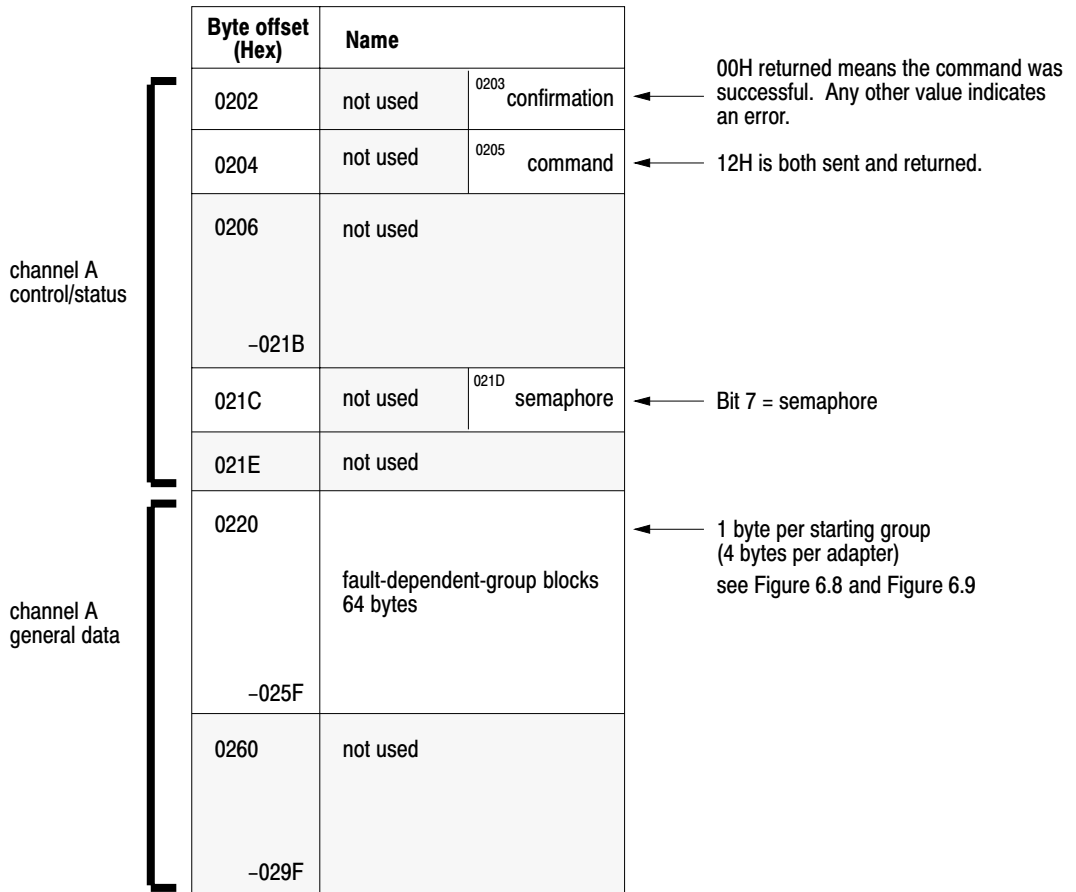 Byte offset
(Hex)
Name
0202
not used
0203
confirmation
00H returned means the command was
successful. Any other value indicates
an error.
0204
not used
0205
command
12H is both sent and returned.
0206
not used
channel A
control/status
–021B
021C
not used
021D
semaphore
Bit 7 = semaphore
021E
not used
0220
1 byte per starting group
(4 bytes per adapter)
see Figure 6.8 and Figure 6.9
fault-dependent-group blocks
64 bytes
channel A
general data
–025F
0260
not used
–029F